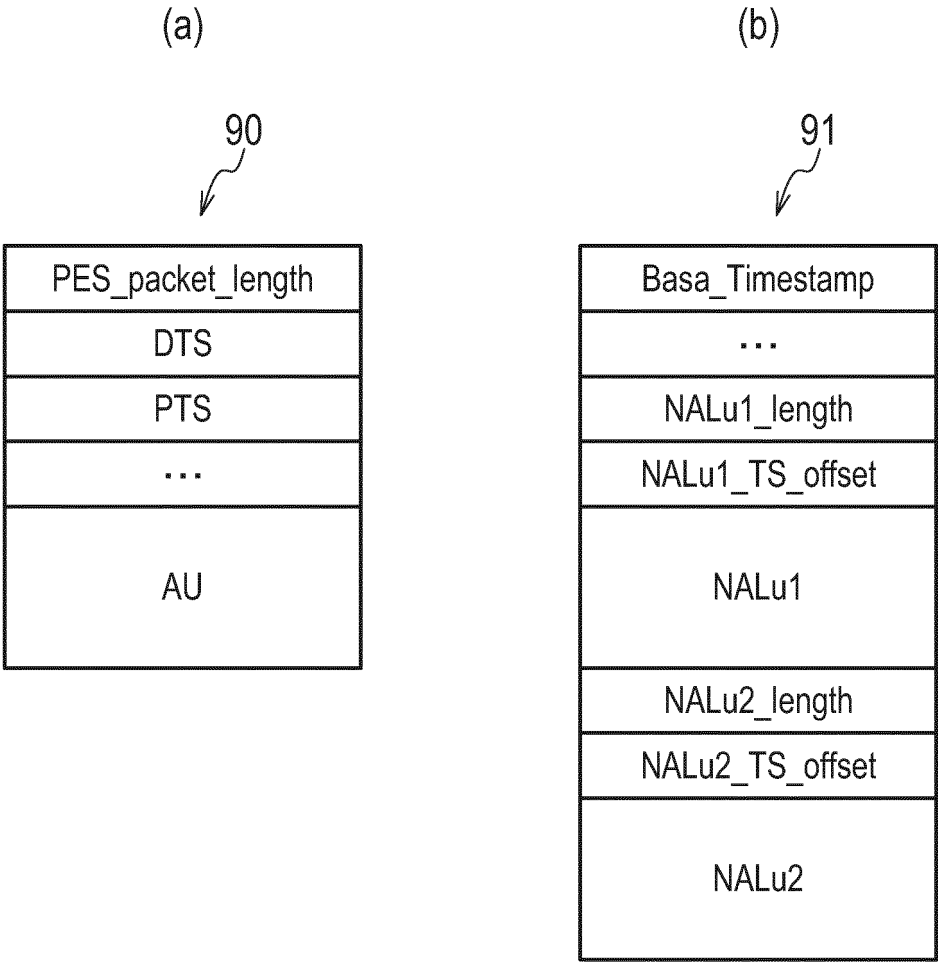 (a)
90
PES_packet_length
DTS
PTS
...
AU
(b)
91
Basa_Timestamp
...
NALu1_length
NALu1_TS_offset
NALu1
NALu2_length
NALu2_TS_offset
NALu2